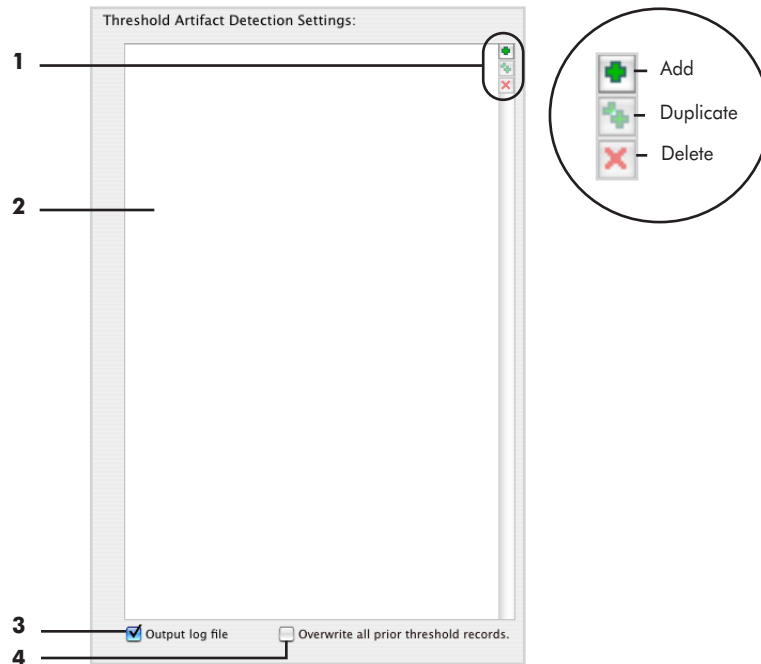 Threshold Artifact Detection Settings:
1
Add
Duplicate
Delete
2
3
Output log file
Overwrite all prior threshold records.
4